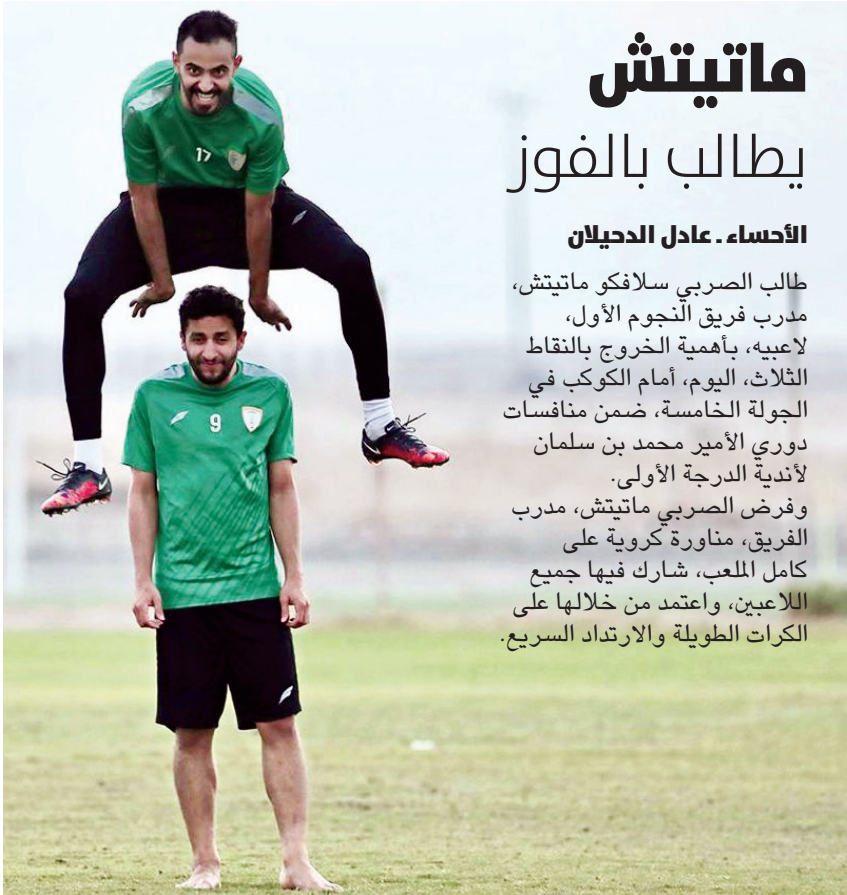 ماتيتش
يطالب بالفوز
الأحساء ـ عادل الدحيلان
طالب الصربي سلافكو ماتيتش،
مدرب فريق النجوم الأول،
لاعبيه، بأهمية الخروج بالنقاط
الثلاث، اليوم، أمام الكوكب في
الجولة الخامسة، ضمن منافسات
دوري الأمير محمد بن سلمان
لأندية الدرجة الأولى.
وفرض الصربي ماتيتش، مدرب
الفريق، مناورة كروية على
كامل الملعب، شارك فيها جميع
اللاعبين، واعتمد من خلالها على
الكرات الطويلة والارتداد السريع.
17
9